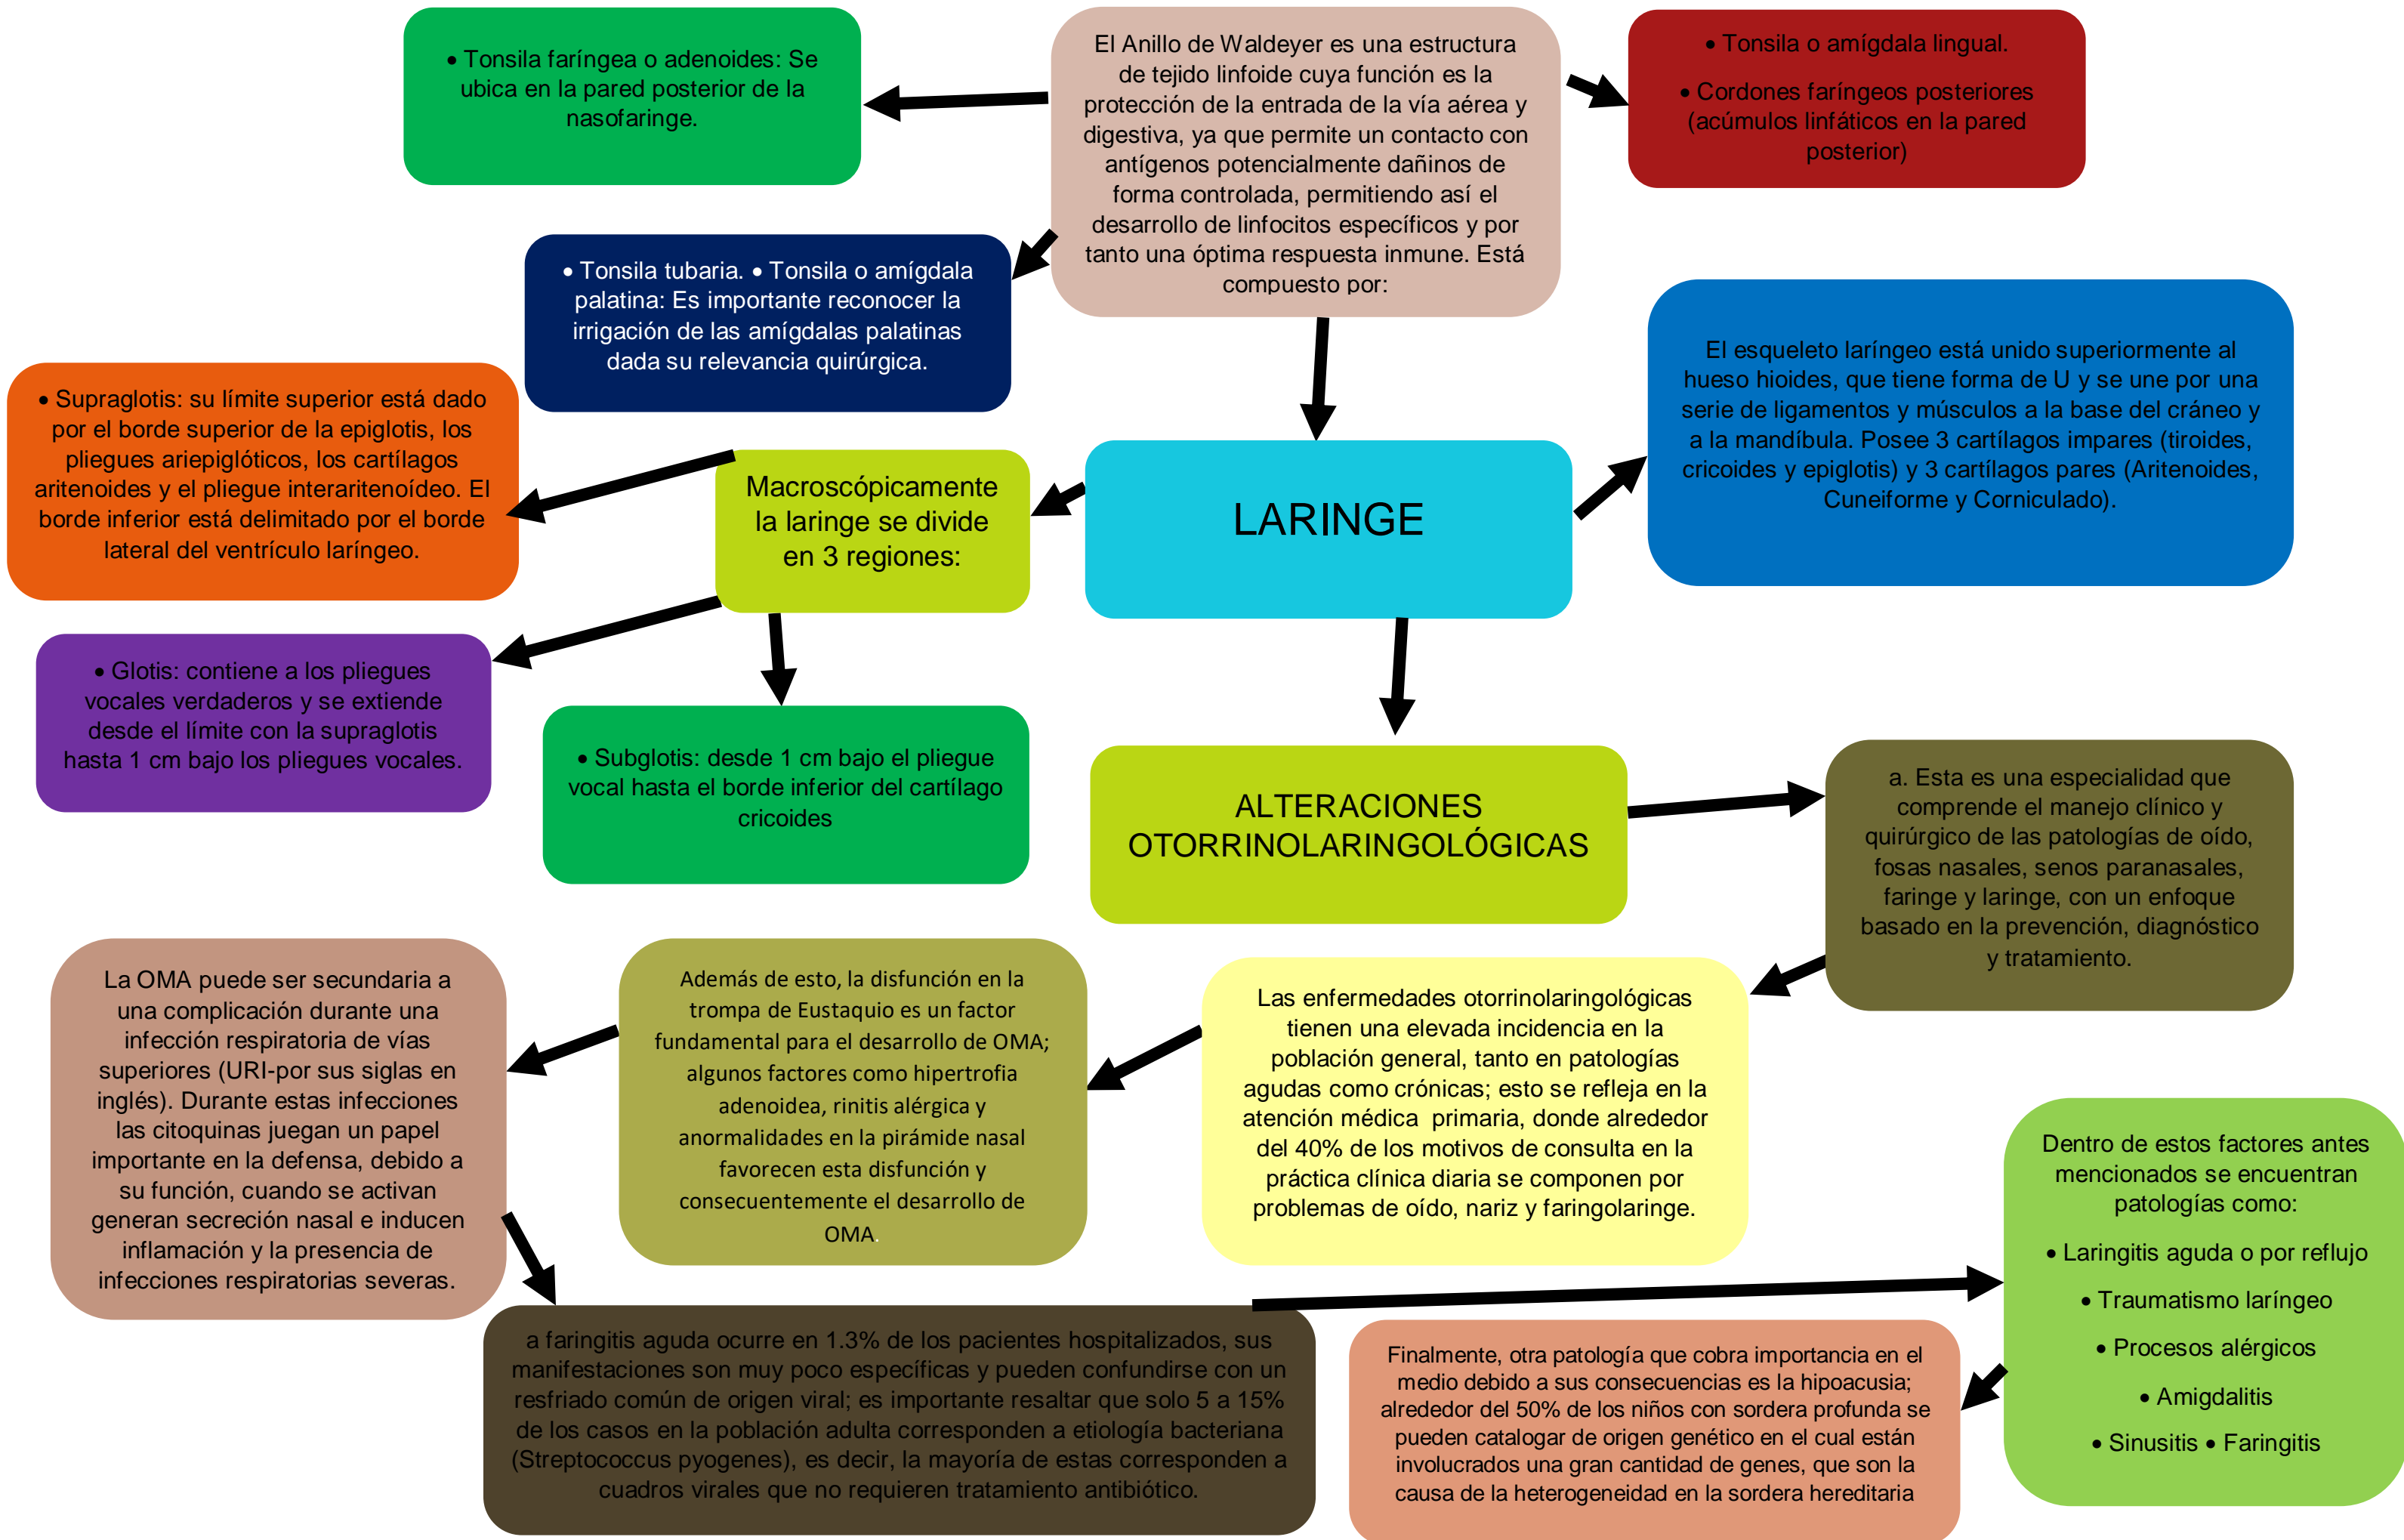 • Tonsila faríngea o adenoides: Se
ubica en la pared posterior de la
nasofaringe.
El Anillo de Waldeyer es una estructura
de tejido linfoide cuya función es la
protección de la entrada de la vía aérea y
digestiva, ya que permite un contacto con
antígenos potencialmente dañinos de
forma controlada, permitiendo así el
desarrollo de linfocitos específicos y por
tanto una óptima respuesta inmune. Está
compuesto por:
• Tonsila o amígdala lingual.
• Cordones faríngeos posteriores
(acúmulos linfáticos en la pared
posterior)
• Tonsila tubaria. • Tonsila o amígdala
palatina: Es importante reconocer la
irrigación de las amígdalas palatinas
dada su relevancia quirúrgica.
El esqueleto laríngeo está unido superiormente al
hueso hioides, que tiene forma de U y se une por una
serie de ligamentos y músculos a la base del cráneo y
a la mandíbula. Posee 3 cartílagos impares (tiroides,
cricoides y epiglotis) y 3 cartílagos pares (Aritenoides,
Cuneiforme y Corniculado).
• Supraglotis: su límite superior está dado
por el borde superior de la epiglotis, los
pliegues ariepiglóticos, los cartílagos
aritenoides y el pliegue interaritenoídeo. El
borde inferior está delimitado por el borde
lateral del ventrículo laríngeo.
Macroscópicamente
la laringe se divide
en 3 regiones:
LARINGE
• Glotis: contiene a los pliegues
vocales verdaderos y se extiende
desde el límite con la supraglotis
hasta 1 cm bajo los pliegues vocales.
• Subglotis: desde 1 cm bajo el pliegue
vocal hasta el borde inferior del cartílago
cricoides
ALTERACIONES
OTORRINOLARINGOLÓGICAS
a. Esta es una especialidad que
comprende el manejo clínico y
quirúrgico de las patologías de oído,
fosas nasales, senos paranasales,
faringe y laringe, con un enfoque
basado en la prevención, diagnóstico
y tratamiento.
La OMA puede ser secundaria a
una complicación durante una
infección respiratoria de vías
superiores (URI-por sus siglas en
inglés). Durante estas infecciones
las citoquinas juegan un papel
importante en la defensa, debido a
su función, cuando se activan
generan secreción nasal e inducen
inflamación y la presencia de
infecciones respiratorias severas.
Además de esto, la disfunción en la
trompa de Eustaquio es un factor
fundamental para el desarrollo de OMA;
algunos factores como hipertrofia
adenoidea, rinitis alérgica y
anormalidades en la pirámide nasal
favorecen esta disfunción y
consecuentemente el desarrollo de
OMA.
Las enfermedades otorrinolaringológicas
tienen una elevada incidencia en la
población general, tanto en patologías
agudas como crónicas; esto se refleja en la
atención médica primaria, donde alrededor
del 40% de los motivos de consulta en la
práctica clínica diaria se componen por
problemas de oído, nariz y faringolaringe.
Dentro de estos factores antes
mencionados se encuentran
patologías como:
• Laringitis aguda o por reflujo
• Traumatismo laríngeo
• Procesos alérgicos
• Amigdalitis
• Sinusitis • Faringitis
a faringitis aguda ocurre en 1.3% de los pacientes hospitalizados, sus
manifestaciones son muy poco específicas y pueden confundirse con un
resfriado común de origen viral; es importante resaltar que solo 5 a 15%
de los casos en la población adulta corresponden a etiología bacteriana
(Streptococcus pyogenes), es decir, la mayoría de estas corresponden a
cuadros virales que no requieren tratamiento antibiótico.
Finalmente, otra patología que cobra importancia en el
medio debido a sus consecuencias es la hipoacusia;
alrededor del 50% de los niños con sordera profunda se
pueden catalogar de origen genético en el cual están
involucrados una gran cantidad de genes, que son la
causa de la heterogeneidad en la sordera hereditaria